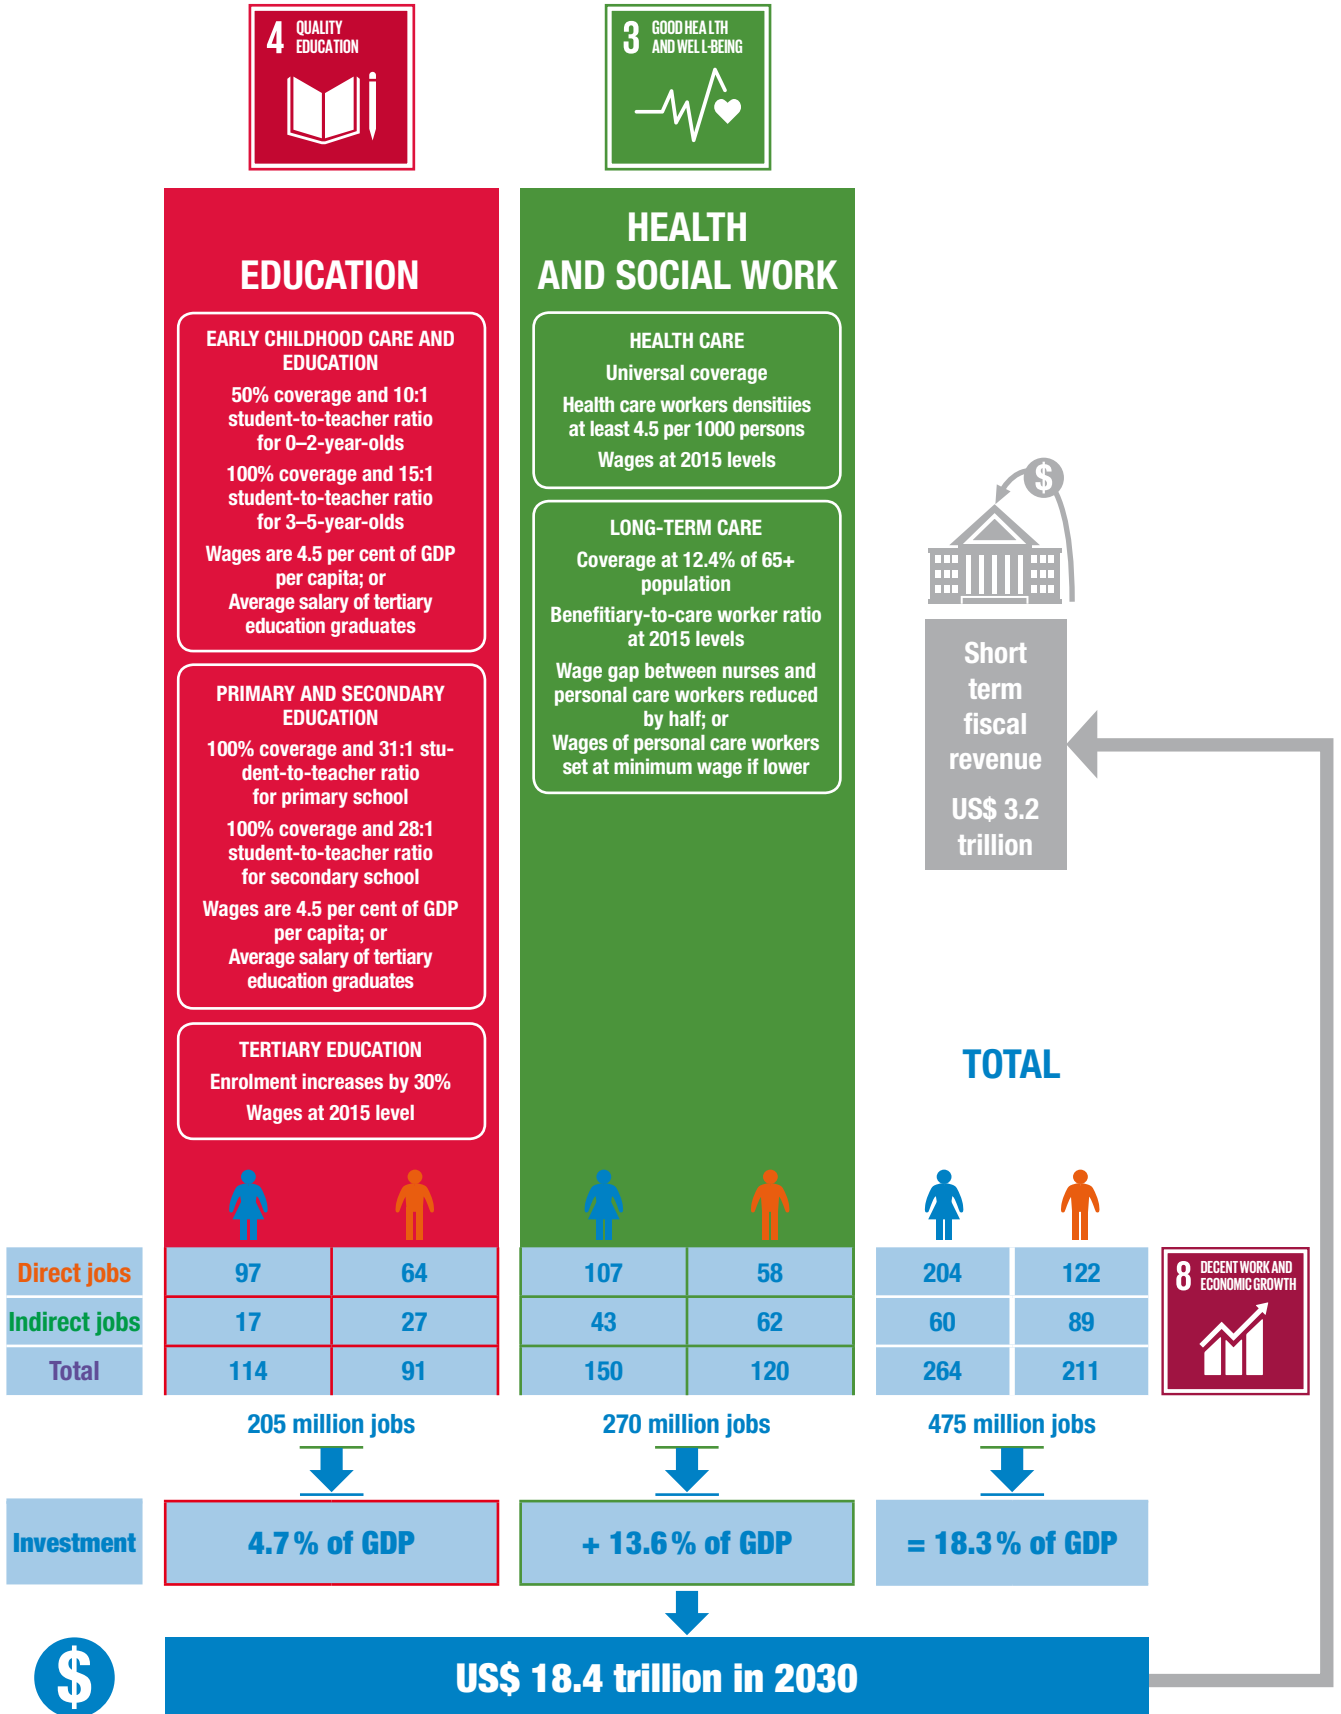 4 QUALITY
EDUCATION
3 GOOD HEALTH
AND WELL-BEING
EDUCATION
EARLY CHILDHOOD CARE AND
EDUCATION
50% coverage and 10:1
student-to-teacher ratio
for 0–2-year-olds
100% coverage and 15:1
student-to-teacher ratio
for 3–5-year-olds
Wages are 4.5 per cent of GDP
per capita; or
Average salary of tertiary
education graduates
PRIMARY AND SECONDARY
EDUCATION
100% coverage and 31:1 stu-
dent-to-teacher ratio
for primary school
100% coverage and 28:1
student-to-teacher ratio
for secondary school
Wages are 4.5 per cent of GDP
per capita; or
Average salary of tertiary
education graduates
TERTIARY EDUCATION
Enrolment increases by 30%
Wages at 2015 level
HEALTH
AND SOCIAL WORK
HEALTH CARE
Universal coverage
Health care workers densitiies
at least 4.5 per 1000 persons
Wages at 2015 levels
LONG-TERM CARE
Coverage at 12.4% of 65+
population
Benefitiary-to-care worker ratio
at 2015 levels
Wage gap between nurses and
personal care workers reduced
by half; or
Wages of personal care workers
set at minimum wage if lower
$
Short
term
fiscal
revenue
US$ 3.2
trillion
TOTAL
Direct jobs 97 64 107 58 204 122
Indirect jobs 17 27 43 62 60 89
Total 114 91 150 120 264 211
8 DECENT WORK AND
ECONOMIC GROWTH
205 million jobs 270 million jobs 475 million jobs
Investment 4.7% of GDP + 13.6% of GDP = 18.3% of GDP
$ US$ 18.4 trillion in 2030